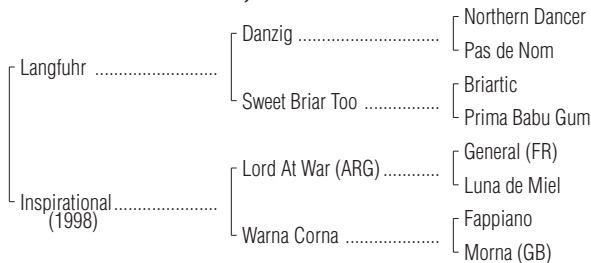 Northern Dancer
Danzig ..............................
Pas de Nom
Langfuhr ..........................
Briartic
Sweet Briar Too ................
Prima Babu Gum
General (FR)
Lord At War (ARG)............
Luna de Miel
Inspirational......................
(1998)
Fappiano
Warna Corna ....................
Morna (GB)